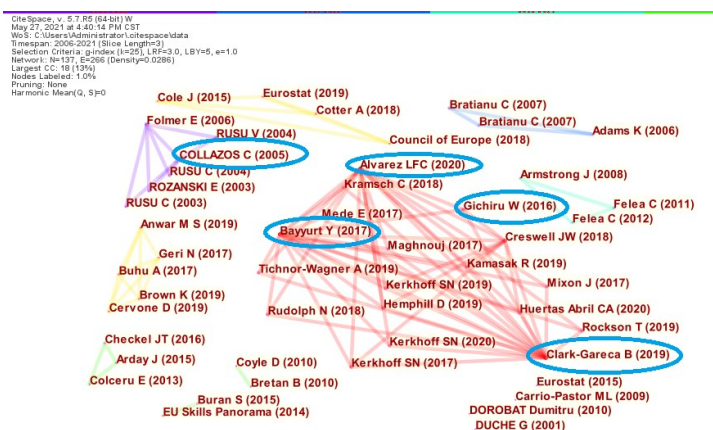 CiteSpace, v. 5.7.R5 (64-bit) W
May 27, 2021 at 4:40:14 PM CST
WoS: C:\Users\Administrator\.citespace\data
Timespan: 2006-2021 (Slice Length=3)
Selection Criteria: g-index (k=25), LRF=3.0, LBY=5, e=1.0
Network: N=137, E=266 (Density=0.0286)
Largest CC: 18 (13%)
Nodes Labeled: 1.0%
Pruning: None
Harmonic Mean(Q, S)=0
Cole J (2015)
Eurostat (2019)
Cotter A (2018)
Bratianu C (2007)
Folmer E (2006)
Bratianu C (2007)
Adams K (2006)
RUSU V (2004)
Council of Europe (2018)
COLLAZOS C (2005)
Alvarez LFC (2020)
RUSU C (2004)
Armstrong J (2008)
ROZANSKI E (2003)
Kramsch C (2018)
RUSU C (2003)
Gichiru W (2016)
Felea C (2011)
Mede E (2017)
Felea C (2012)
Anwar M S (2019)
Bayyurt Y (2017)
Creswell JW (2018)
Maghnouj (2017)
Geri N (2017)
Kamasak R (2019)
Buhu A (2017)
Tichnor-Wagner A (2019)
Kerkhoff SN (2019)
Mixon J (2017)
Brown K (2019)
Hemphill D (2019)
Cervone D (2019)
Rudolph N (2018)
Huertas Abril CA (2020)
Rockson T (2019)
Checkel JT (2016)
Kerkhoff SN (2020)
Arday J (2015)
Coyle D (2010)
Kerkhoff SN (2017)
Clark-Gareca B (2019)
Colceru E (2013)
Bretan B (2010)
Eurostat (2015)
Buran S (2015)
Carrio-Pastor ML (2009)
EU Skills Panorama (2014)
DOROBAT Dumitru (2010)
DUCHE G (2001)